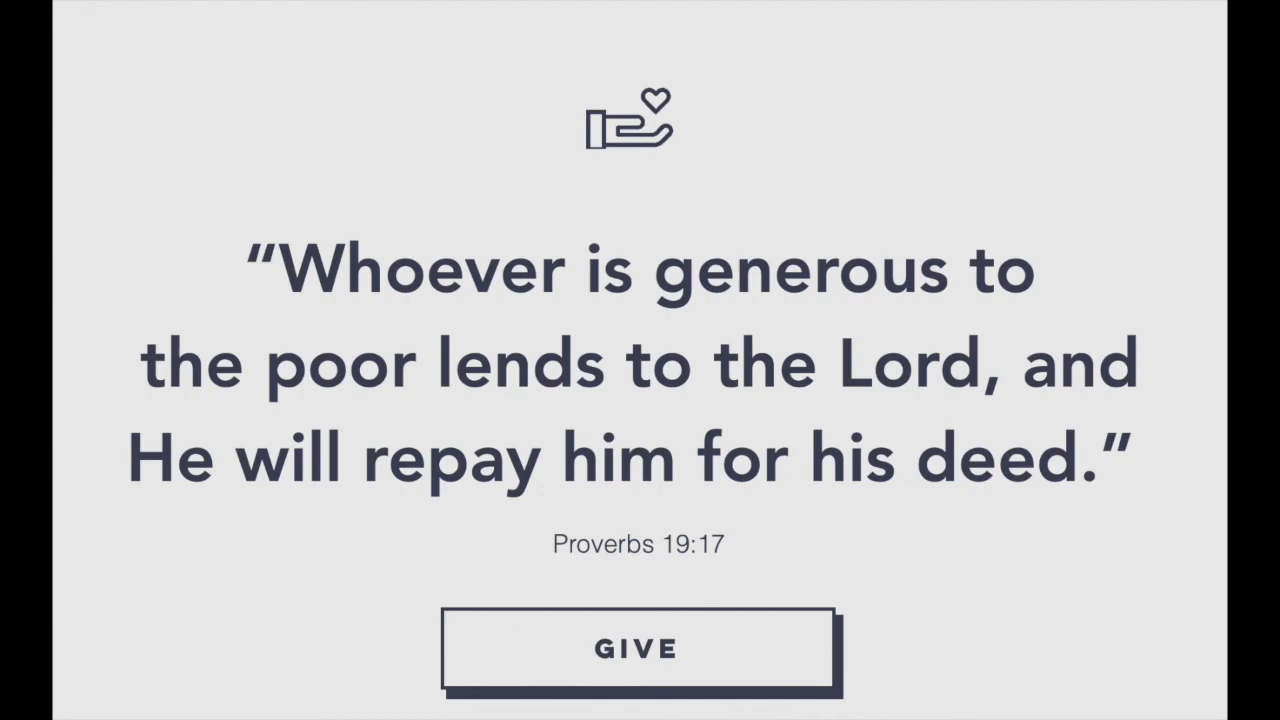 “Whoever is generous to
the poor lends to the Lord, and
He will repay him for his deed.”
Proverbs 19:17
GIVE